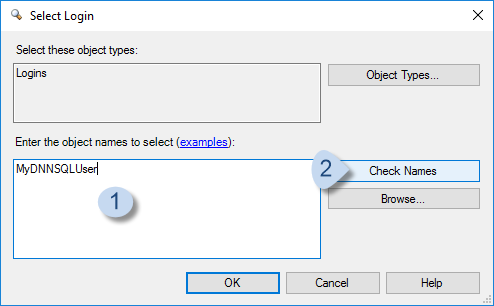 Select Login
Select these object types:
Logins
Object Types...
Enter the object names to select (examples):
MyDNNSQLUser
1
2
Check Names
Browse...
OK
Cancel
Help